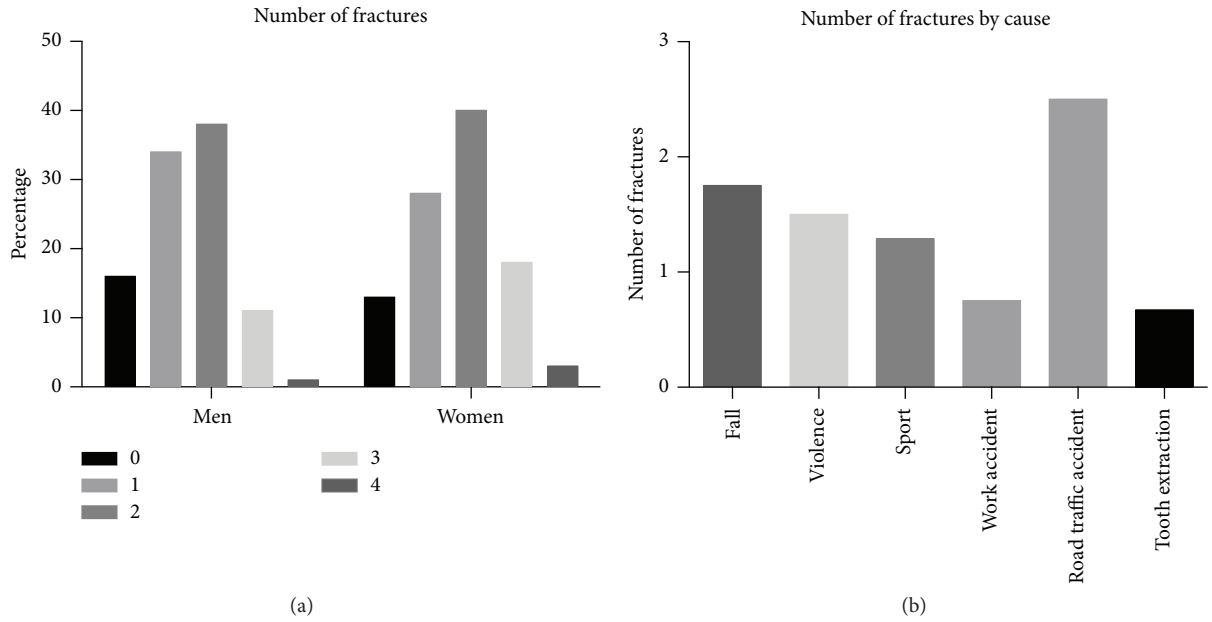 Number of fractures
50
40
30
20
10
0
Percentage
Men
Women
0
1
2
3
4
(a)
Number of fractures by cause
3
2
1
0
Number of fractures
Fall
Violence
Sport
Work accident
Road traffic accident
Tooth extraction
(b)